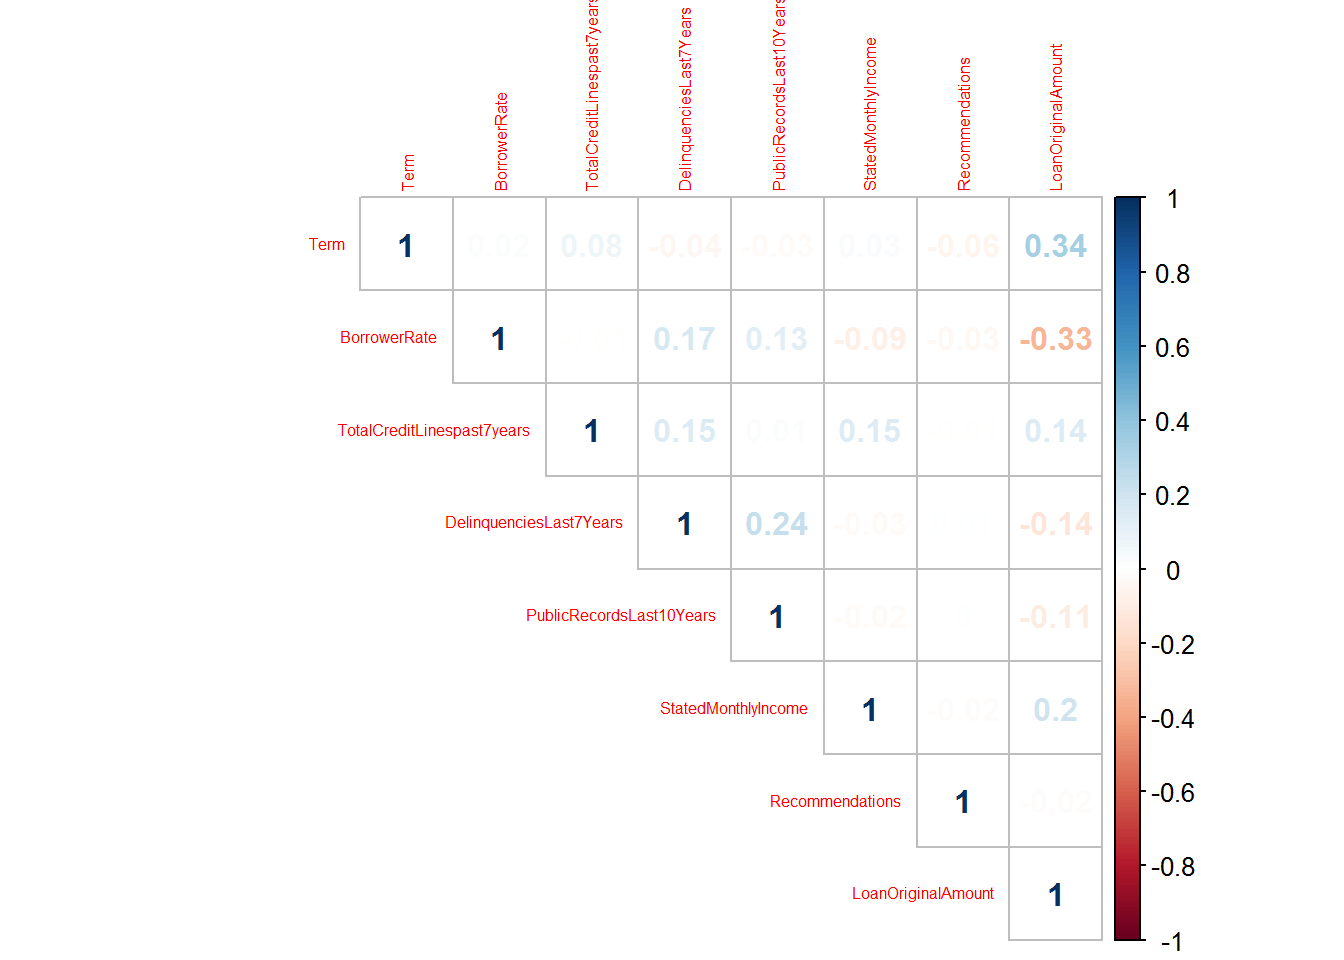 Term
BorrowerRate
TotalCreditLinespast7years
DelinquenciesLast7Years
PublicRecordsLast10Years
StatedMonthlyIncome
Recommendations
LoanOriginalAmount
Term 1 0.02 0.08 -0.04 -0.03 0.03 -0.06 0.34
BorrowerRate 1 0.17 0.13 -0.09 -0.03 -0.33
TotalCreditLinespast7years 1 0.15 0.01 0.15 0.14
DelinquenciesLast7Years 1 0.24 -0.03 -0.14
PublicRecordsLast10Years 1 -0.02 -0.11
StatedMonthlyIncome 1 -0.02 0.2
Recommendations 1 -0.02
LoanOriginalAmount 1
1
0.8
0.6
0.4
0.2
0
-0.2
-0.4
-0.6
-0.8
-1